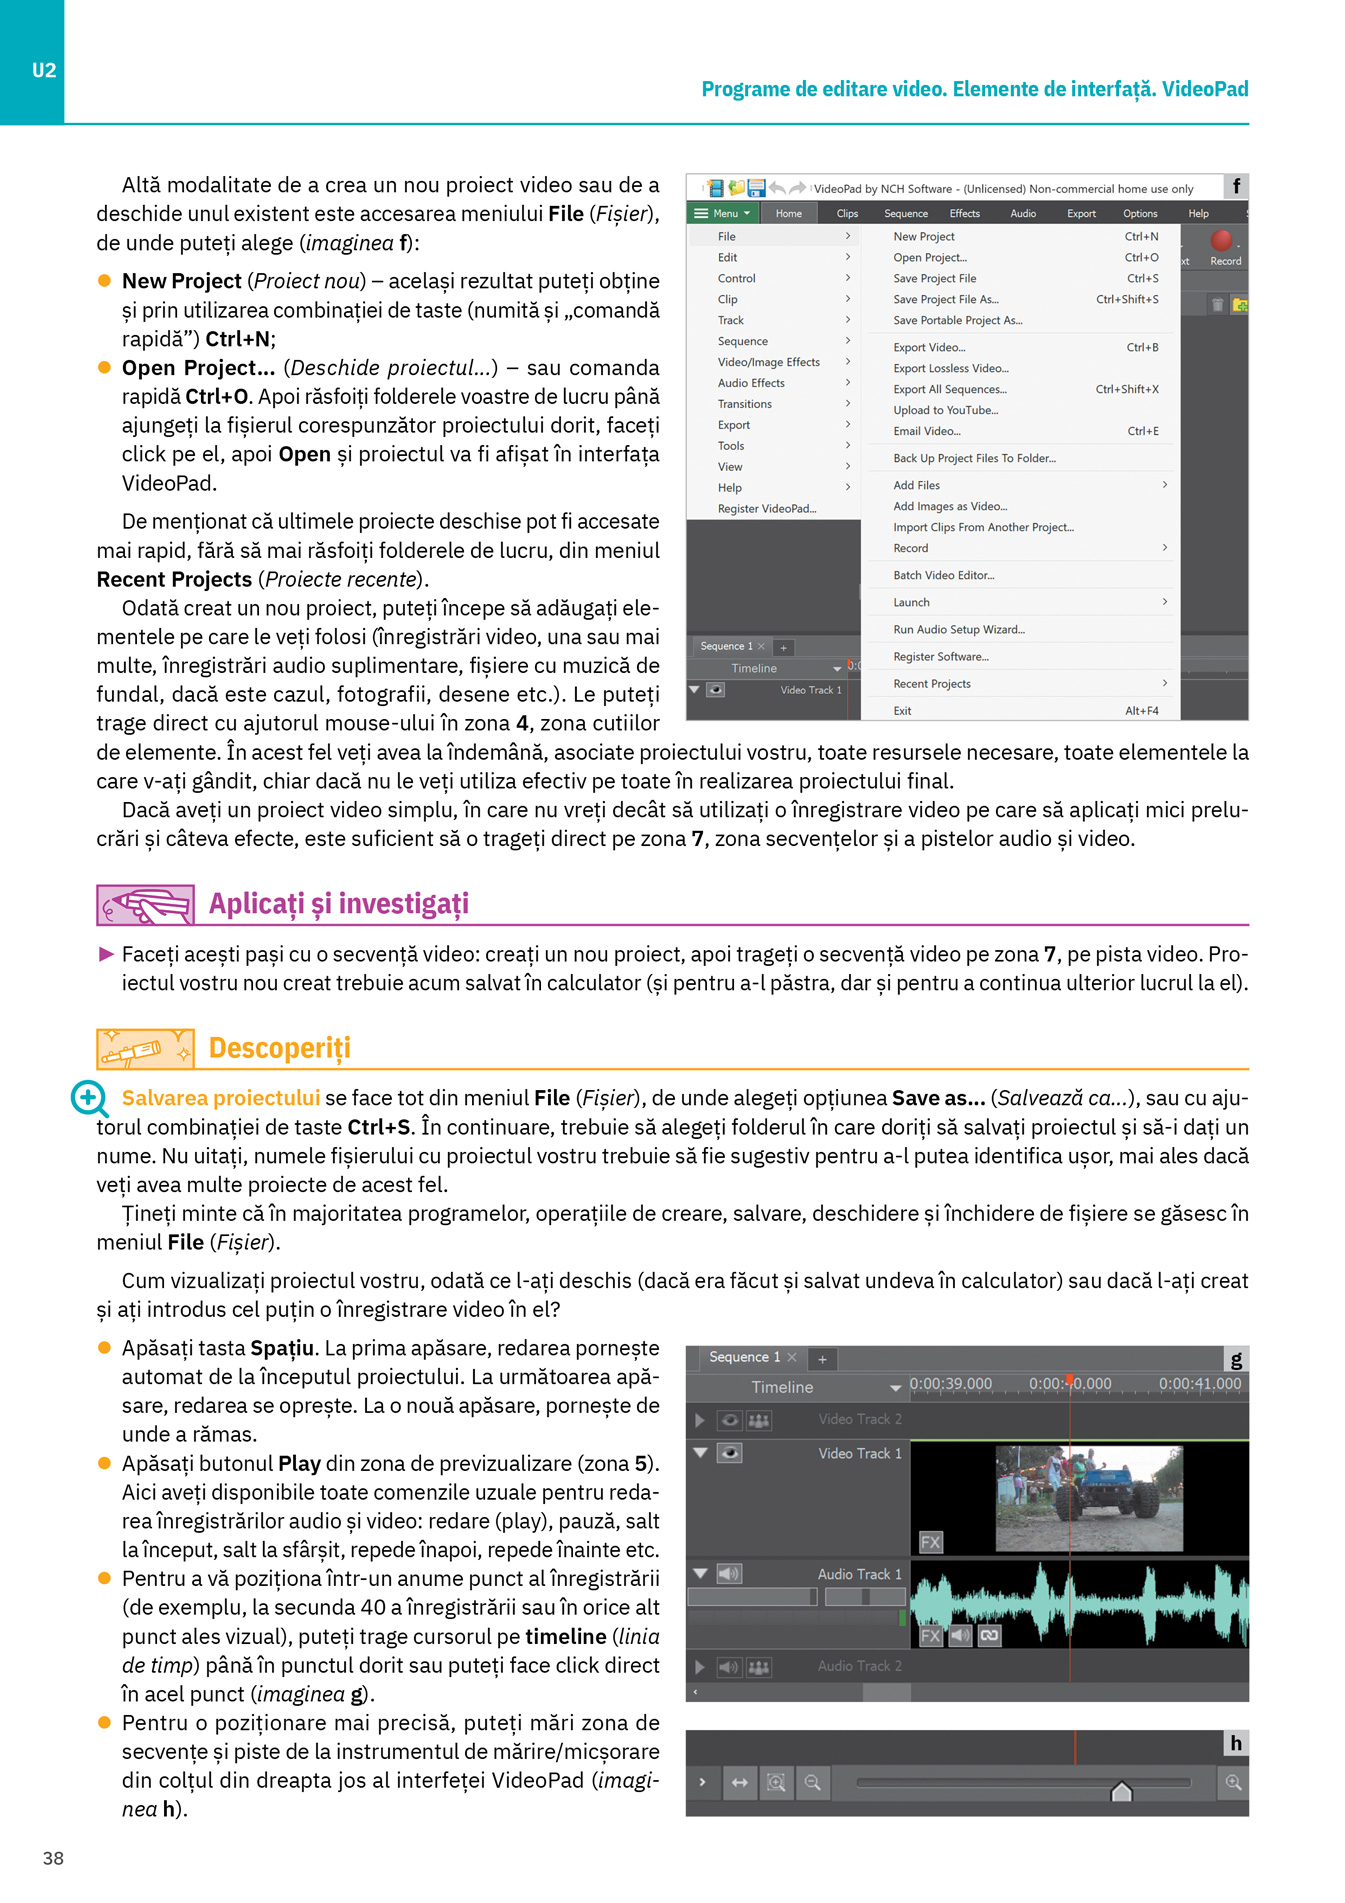 U2
Programe de editare video. Elemente de interfață. VideoPad
Altă modalitate de a crea un nou proiect video sau de a
deschide unul existent este accesarea meniului File (Fișier),
de unde puteți alege (imaginea f):
New Project (Proiect nou) – același rezultat puteți obține
și prin utilizarea combinației de taste (numită și „comandă
rapidă”) Ctrl+N;
Open Project... (Deschide proiectul...) – sau comanda
rapidă Ctrl+O. Apoi răsfoiți folderele voastre de lucru până
ajungeți la fișierul corespunzător proiectului dorit, faceți
click pe el, apoi Open și proiectul va fi afișat în interfața
VideoPad.
De menționat că ultimele proiecte deschise pot fi accesate
mai rapid, fără să mai răsfoiți folderele de lucru, din meniul
Recent Projects (Proiecte recente).
Odată creat un nou proiect, puteți începe să adăugați ele-
mentele pe care le veți folosi (înregistrări video, una sau mai
multe, înregistrări audio suplimentare, fișiere cu muzică de
fundal, dacă este cazul, fotografii, desene etc.). Le puteți
trage direct cu ajutorul mouse-ului în zona 4, zona cutiilor
de elemente. În acest fel veți avea la îndemână, asociate proiectului vostru, toate resursele necesare, toate elementele la
care v-ați gândit, chiar dacă nu le veți utiliza efectiv pe toate în realizarea proiectului final.
Dacă aveți un proiect video simplu, în care nu vreți decât să utilizați o înregistrare video pe care să aplicați mici prelu-
crări și câteva efecte, este suficient să o trageți direct pe zona 7, zona secvențelor și a pistelor audio și video.
f
VideoPad by NCH Software - (Unlicensed) Non-commercial home use only
Menu Home Clips Sequence Effects Audio Export Options Help
File
Edit
Control
Clip
Track
Sequence
Video/Image Effects
Audio Effects
Transitions
Export
Tools
View
Help
Register VideoPad...
New Project Ctrl+N
Open Project... Ctrl+O
Save Project File Ctrl+S
Save Project File As... Ctrl+Shift+S
Save Portable Project As...
Export Video... Ctrl+B
Export Lossless Video...
Export All Sequences... Ctrl+Shift+X
Upload to YouTube...
Email Video... Ctrl+E
Back Up Project Files To Folder...
Add Files
Add Images as Video...
Import Clips From Another Project...
Record
Batch Video Editor...
Launch
Run Audio Setup Wizard...
Register Software...
Recent Projects
Exit Alt+F4
xt Record
Sequence 1 × +
Timeline 0:0
Video Track 1
Aplicați și investigați
Faceți acești pași cu o secvență video: creați un nou proiect, apoi trageți o secvență video pe zona 7, pe pista video. Pro-
iectul vostru nou creat trebuie acum salvat în calculator (și pentru a-l păstra, dar și pentru a continua ulterior lucrul la el).
Descoperiți
Salvarea proiectului se face tot din meniul File (Fișier), de unde alegeți opțiunea Save as... (Salvează ca...), sau cu aju-
torul combinației de taste Ctrl+S. În continuare, trebuie să alegeți folderul în care doriți să salvați proiectul și să-i dați un
nume. Nu uitați, numele fișierului cu proiectul vostru trebuie să fie sugestiv pentru a-l putea identifica ușor, mai ales dacă
veți avea multe proiecte de acest fel.
Țineți minte că în majoritatea programelor, operațiile de creare, salvare, deschidere și închidere de fișiere se găsesc în
meniul File (Fișier).
Cum vizualizați proiectul vostru, odată ce l-ați deschis (dacă era făcut și salvat undeva în calculator) sau dacă l-ați creat
și ați introdus cel puțin o înregistrare video în el?
Apăsați tasta Spațiu. La prima apăsare, redarea pornește
automat de la începutul proiectului. La următoarea apă-
sare, redarea se oprește. La o nouă apăsare, pornește de
unde a rămas.
Apăsați butonul Play din zona de previzualizare (zona 5).
Aici aveți disponibile toate comenzile uzuale pentru reda-
rea înregistrărilor audio și video: redare (play), pauză, salt
la început, salt la sfârșit, repede înapoi, repede înainte etc.
Pentru a vă poziționa într-un anume punct al înregistrării
(de exemplu, la secunda 40 a înregistrării sau în orice alt
punct ales vizual), puteți trage cursorul pe timeline (linia
de timp) până în punctul dorit sau puteți face click direct
în acel punct (imaginea g).
Pentru o poziționare mai precisă, puteți mări zona de
secvențe și piste de la instrumentul de mărire/micșorare
din colțul din dreapta jos al interfeței VideoPad (imagi-
nea h).
g
Sequence 1 × +
Timeline 0:00:39.000 0:00:40.000 0:00:41.000
Video Track 2
Video Track 1
FX
Audio Track 1
FX
Audio Track 2
h
38